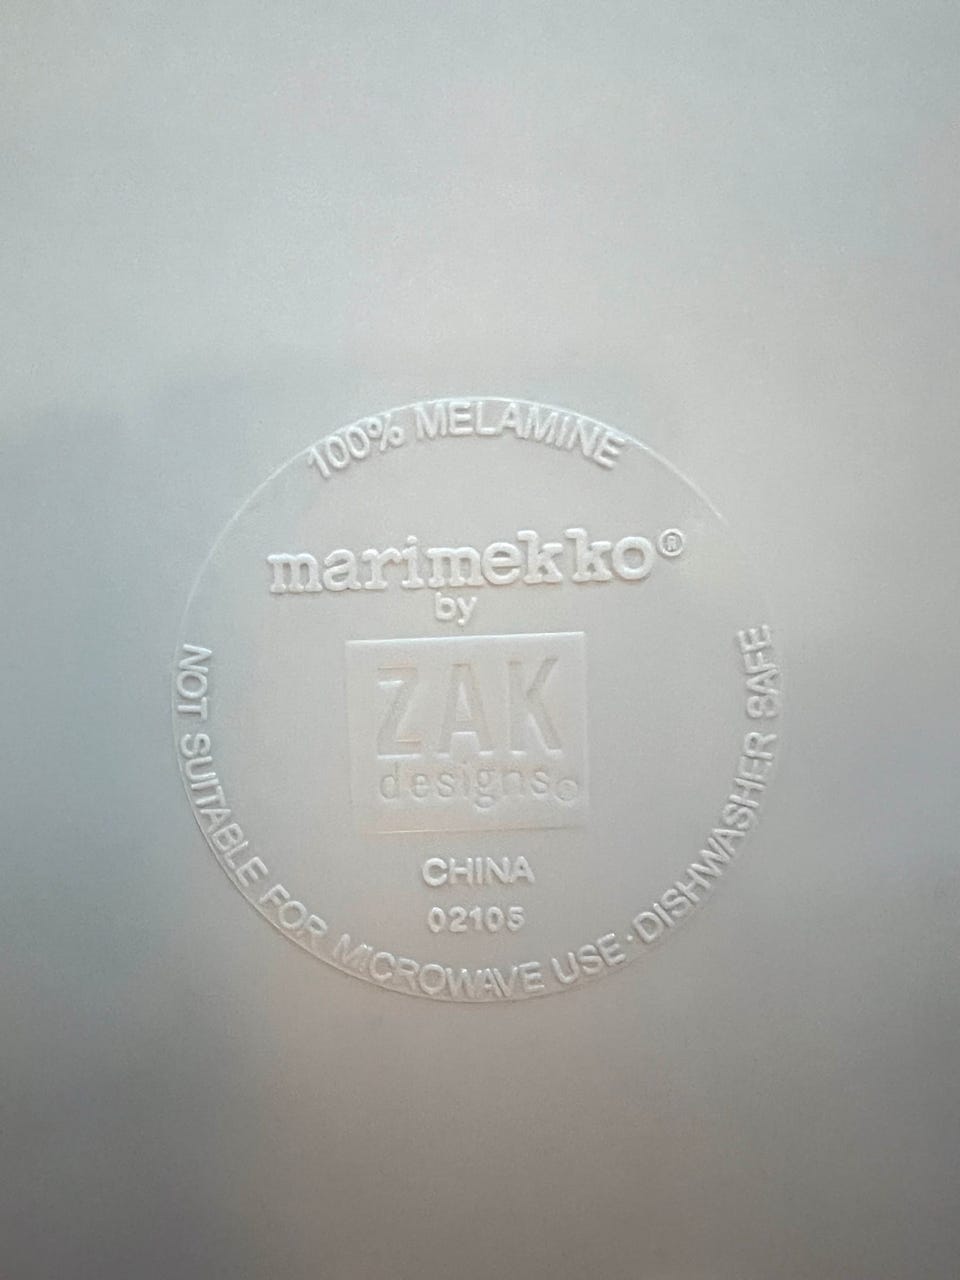 100% MELAMINE
marimekko®
by
ZAK
designs®
CHINA
02105
NOT SUITABLE FOR MICROWAVE USE · DISHWASHER SAFE